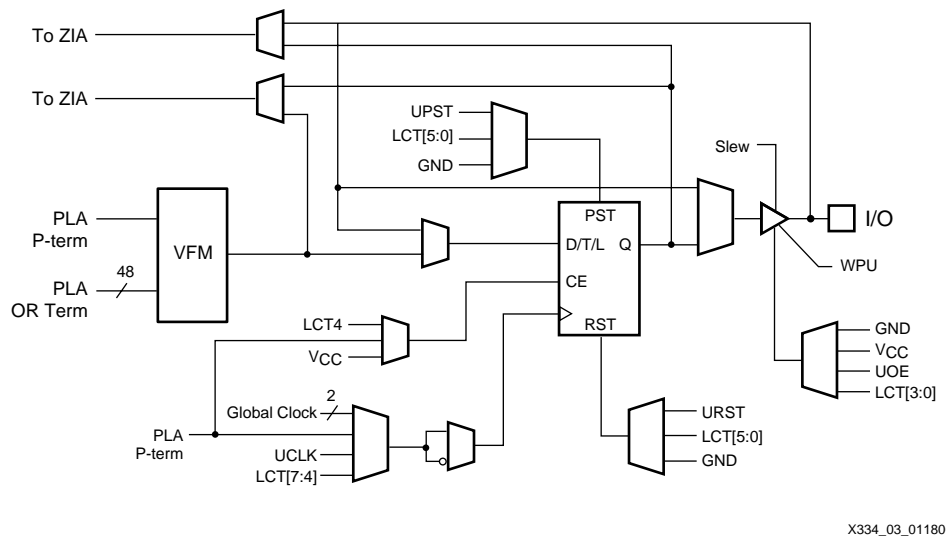 To ZIA
To ZIA
UPST
LCT[5:0]
GND
Slew
PLA
P-term
VFM
PST
D/T/L Q
CE
RST
I/O
WPU
48
PLA
OR Term
LCT4
VCC
GND
VCC
UOE
LCT[3:0]
2
Global Clock
PLA
P-term
UCLK
LCT[7:4]
URST
LCT[5:0]
GND
X334_03_01180